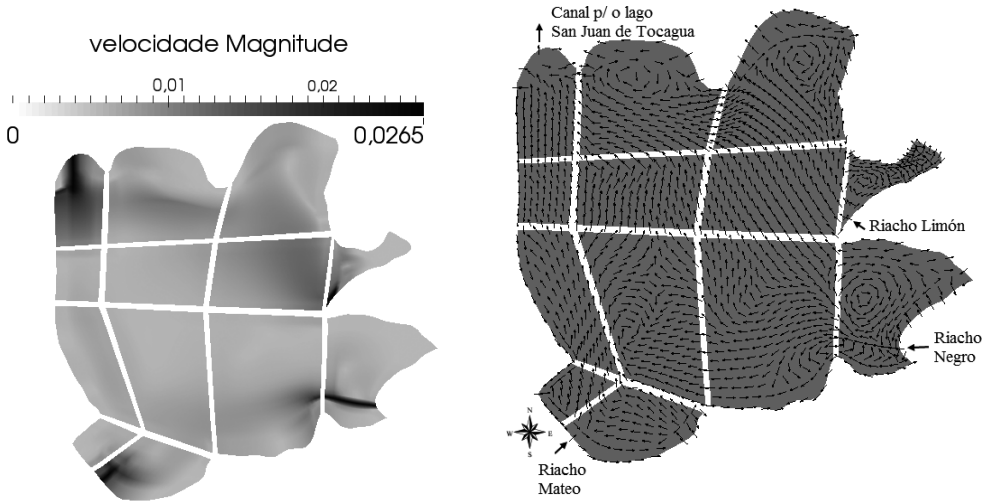 velocidade Magnitude
0,01 0,02
0 0,0265
Canal p/ o lago
San Juan de Tocagua
Riacho Limón
Riacho
Negro
N
W E
S
Riacho
Mateo